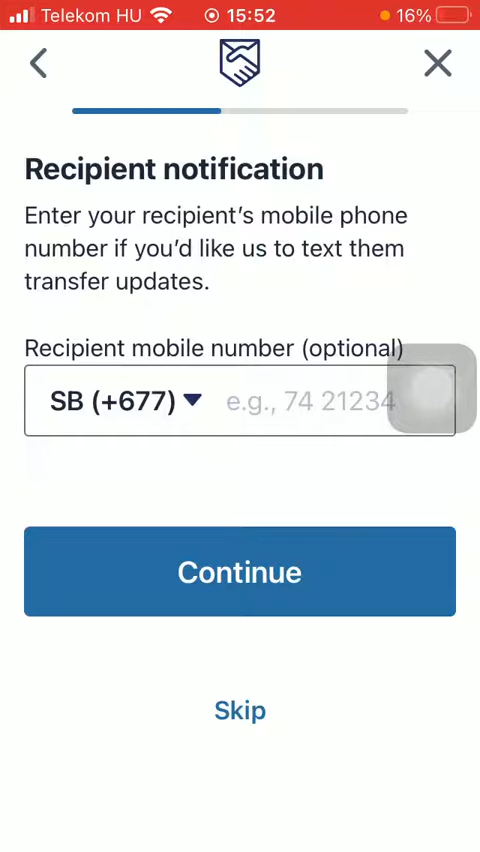 Telekom HU 15:52 16%
Recipient notification
Enter your recipient's mobile phone
number if you'd like us to text them
transfer updates.
Recipient mobile number (optional)
SB (+677) e.g., 74 21234
Continue
Skip